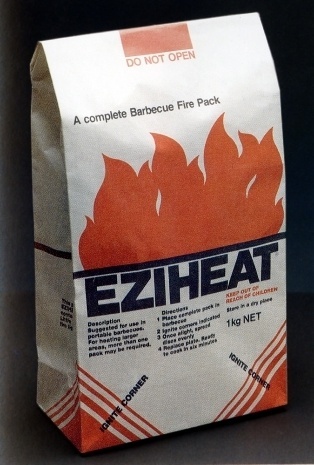 DO NOT OPEN
A complete Barbecue Fire Pack
EZIHEAT
KEEP OUT OF
REACH OF CHILDREN
Store in a dry place
1kg NET
Description
Suggested for use in
portable barbecues.
For heating larger
areas, more than one
pack may be required.
Directions
1 Place complete pack in
barbecue
2 Ignite corners indicated
3 Once alight, spread
evenly
4 Replace plate. Ready
to cook in six minutes
IGNITE CORNER
IGNITE CORNER